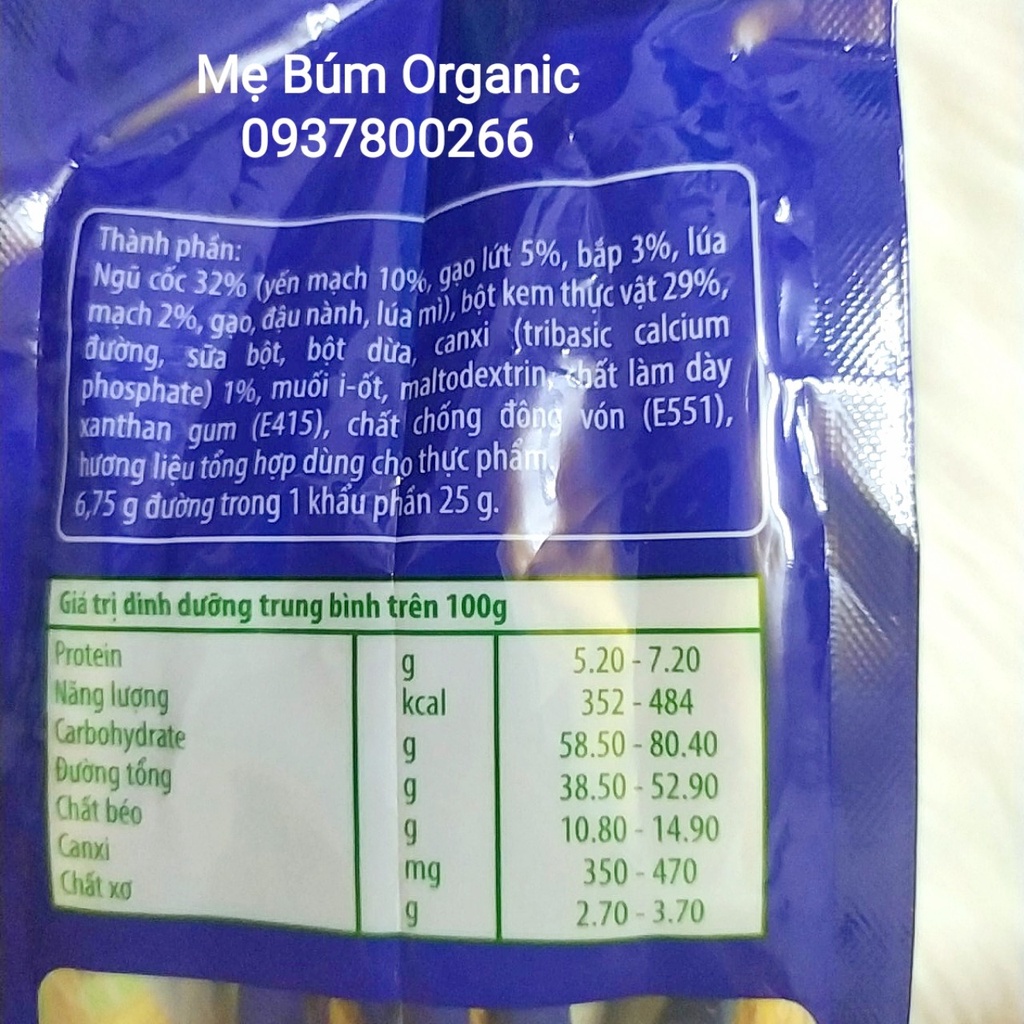 Mẹ Búm Organic
0937800266
Thành phần:
Ngũ cốc 32% (yến mạch 10%, gạo lứt 5%, bắp 3%, lúa
mạch 2%, gạo, đậu nành, lúa mì), bột kem thực vật 29%,
đường, sữa bột, bột dừa, canxi (tribasic calcium
phosphate) 1%, muối i-ốt, maltodextrin, chất làm dày
xanthan gum (E415), chất chống đông vón (E551),
hương liệu tổng hợp dùng cho thực phẩm.
6,75 g đường trong 1 khẩu phần 25 g.
Giá trị dinh dưỡng trung bình trên 100g
Protein g 5.20 - 7.20
Năng lượng kcal 352 - 484
Carbohydrate g 58.50 - 80.40
Đường tổng g 38.50 - 52.90
Chất béo g 10.80 - 14.90
Canxi mg 350 - 470
Chất xơ g 2.70 - 3.70